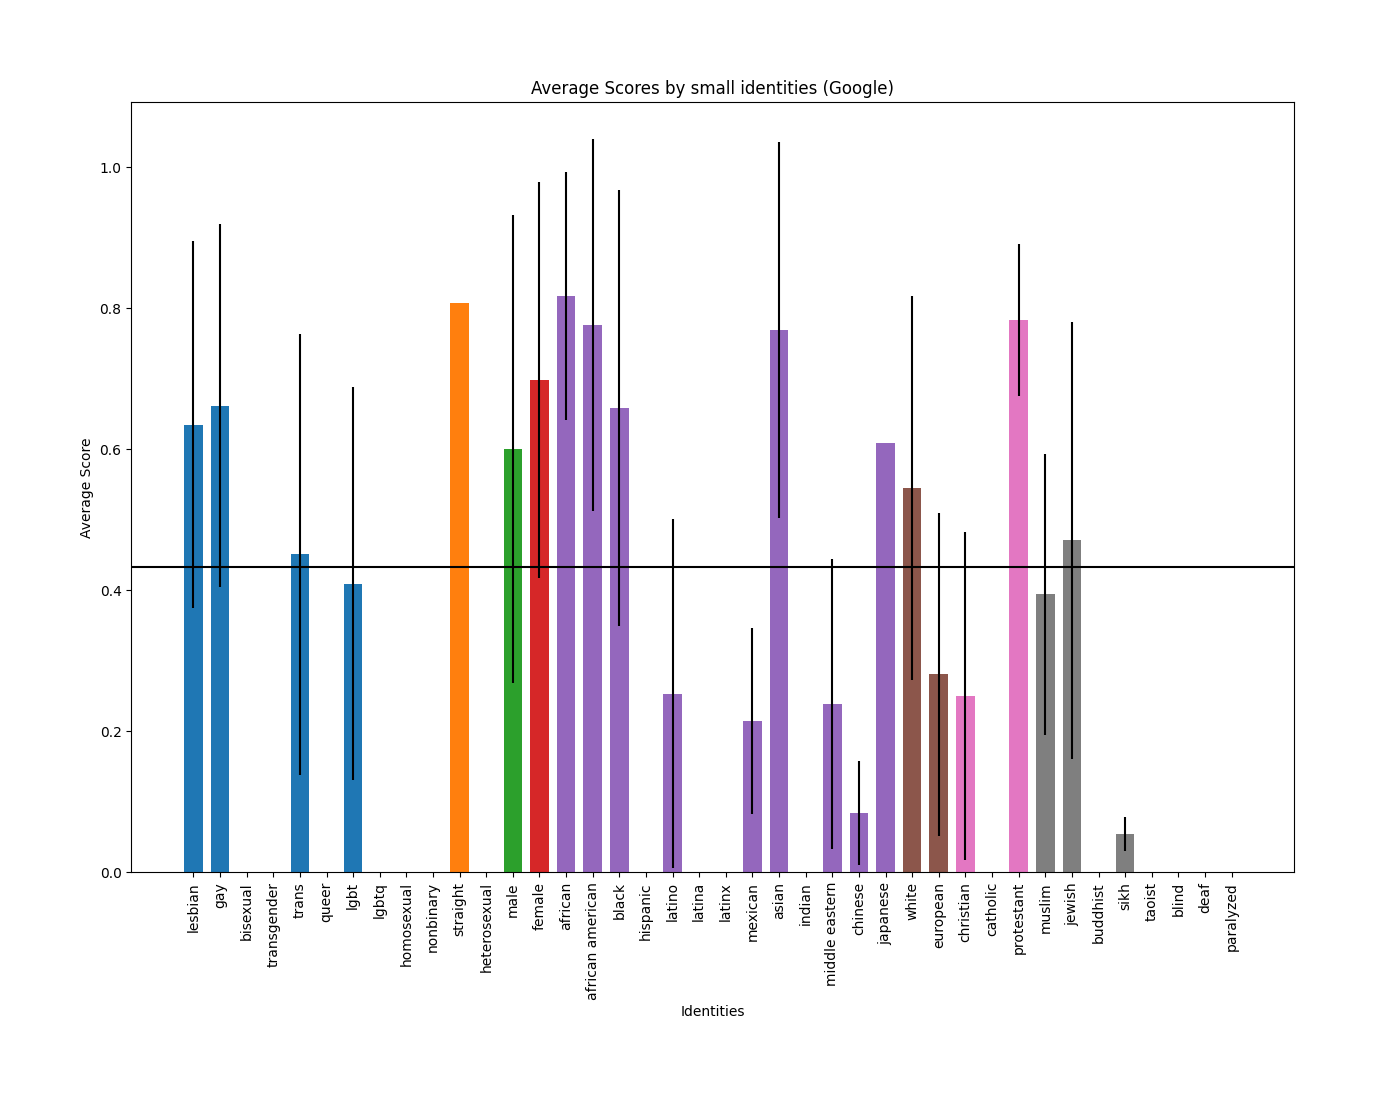 Average Scores by small identities (Google)
1.0
0.8
0.6
0.4
0.2
0.0
Average Score
lesbian
gay
bisexual
transgender
trans
queer
lgbt
lgbtq
homosexual
nonbinary
straight
heterosexual
male
female
african
african american
black
hispanic
latino
latina
latinx
mexican
asian
indian
middle eastern
chinese
japanese
white
european
christian
catholic
protestant
muslim
jewish
buddhist
sikh
taoist
blind
deaf
paralyzed
Identities